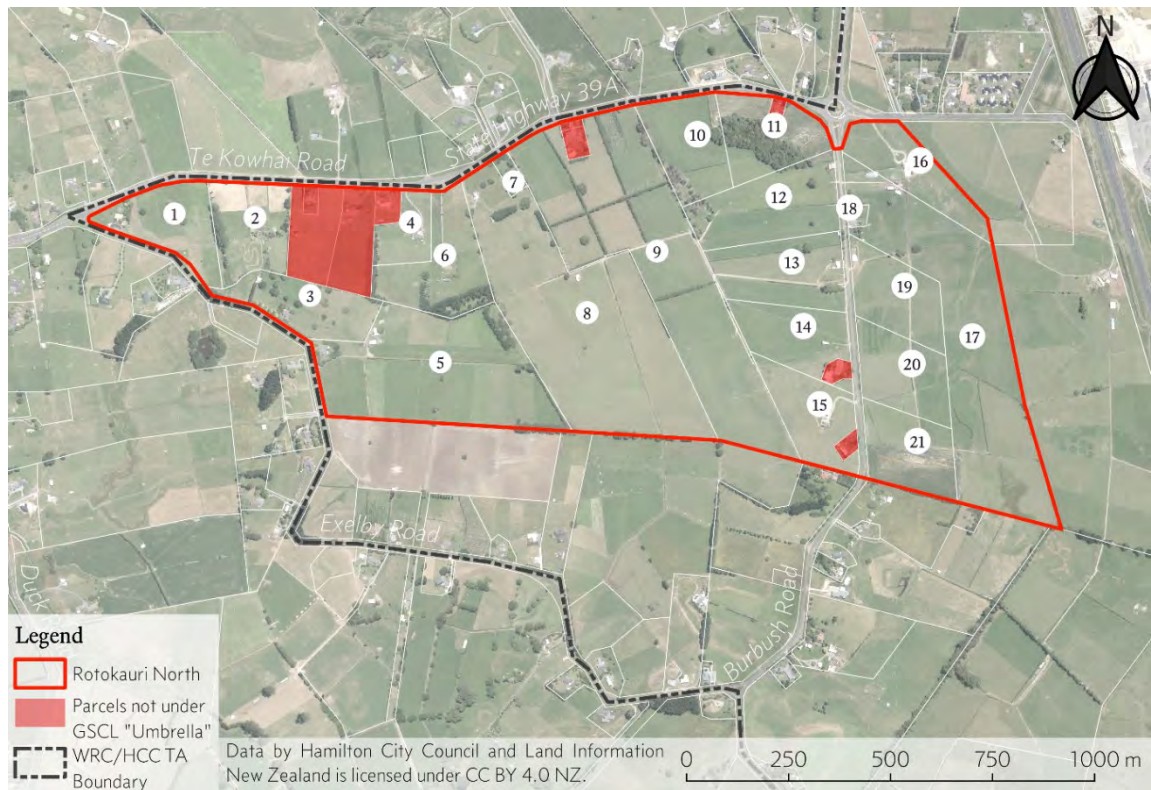 N
State Highway 39A
Te Kowhai Road
10
11
16
7
12
1
2
4
18
6
9
13
3
19
8
14
17
5
20
15
21
Exelby Road
Duck
Burbush Road
Legend
Rotokauri North
Parcels not under
GSCL "Umbrella"
WRC/HCC TA
Boundary
Data by Hamilton City Council and Land Information
New Zealand is licensed under CC BY 4.0 NZ.
0 250 500 750 1000 m